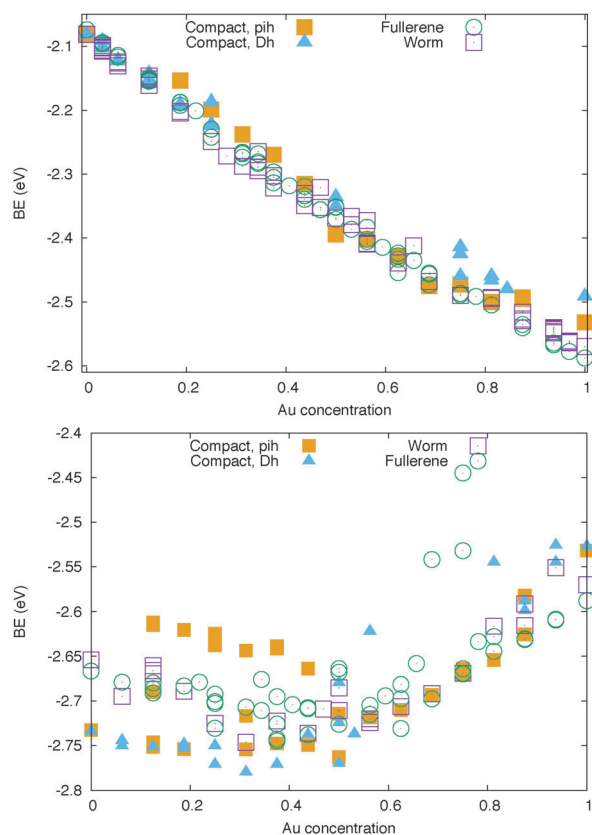 Compact, pih Fullerene
Compact, Dh Worm
-2.1
-2.2
-2.3
-2.4
-2.5
-2.6
BE (eV)
0 0.2 0.4 0.6 0.8 1
Au concentration
Compact, pih Worm
Compact, Dh Fullerene
-2.4
-2.45
-2.5
-2.55
-2.6
-2.65
-2.7
-2.75
-2.8
BE (eV)
0 0.2 0.4 0.6 0.8 1
Au concentration